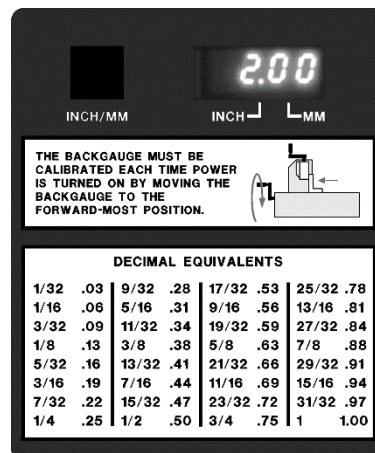 2.00
INCH/MM
INCH MM
THE BACKGAUGE MUST BE
CALIBRATED EACH TIME POWER
IS TURNED ON BY MOVING THE
BACKGAUGE TO THE
FORWARD-MOST POSITION.
DECIMAL EQUIVALENTS
1/32 .03 9/32 .28 17/32 .53 25/32 .78
1/16 .06 5/16 .31 9/16 .56 13/16 .81
3/32 .09 11/32 .34 19/32 .59 27/32 .84
1/8 .13 3/8 .38 5/8 .63 7/8 .88
5/32 .16 13/32 .41 21/32 .66 29/32 .91
3/16 .19 7/16 .44 11/16 .69 15/16 .94
7/32 .22 15/32 .47 23/32 .72 31/32 .97
1/4 .25 1/2 .50 3/4 .75 1 1.00